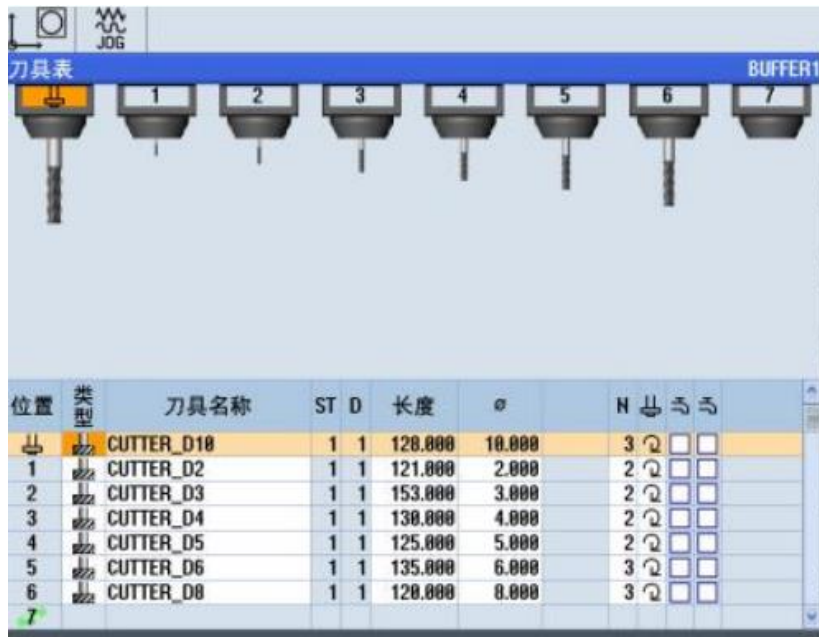 JOG
刀具表 BUFFER1
1 2 3 4 5 6 7
位置 类型 刀具名称 ST D 长度 ø N
CUTTER_D10 1 1 128.000 10.000 3
1 CUTTER_D2 1 1 121.000 2.000 2
2 CUTTER_D3 1 1 153.000 3.000 2
3 CUTTER_D4 1 1 130.000 4.000 2
4 CUTTER_D5 1 1 125.000 5.000 2
5 CUTTER_D6 1 1 135.000 6.000 3
6 CUTTER_D8 1 1 120.000 8.000 3
7